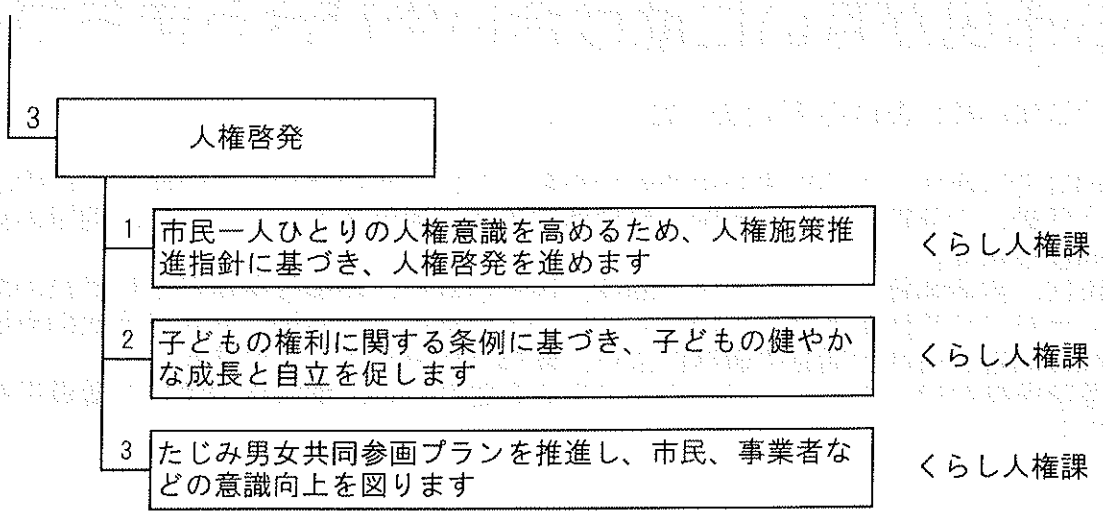 3
人権啓発
1
市民一人ひとりの人権意識を高めるため、人権施策推
進指針に基づき、人権啓発を進めます
くらし人権課
2
子どもの権利に関する条例に基づき、子どもの健やか
な成長と自立を促します
くらし人権課
3
たじみ男女共同参画プランを推進し、市民、事業者な
どの意識向上を図ります
くらし人権課